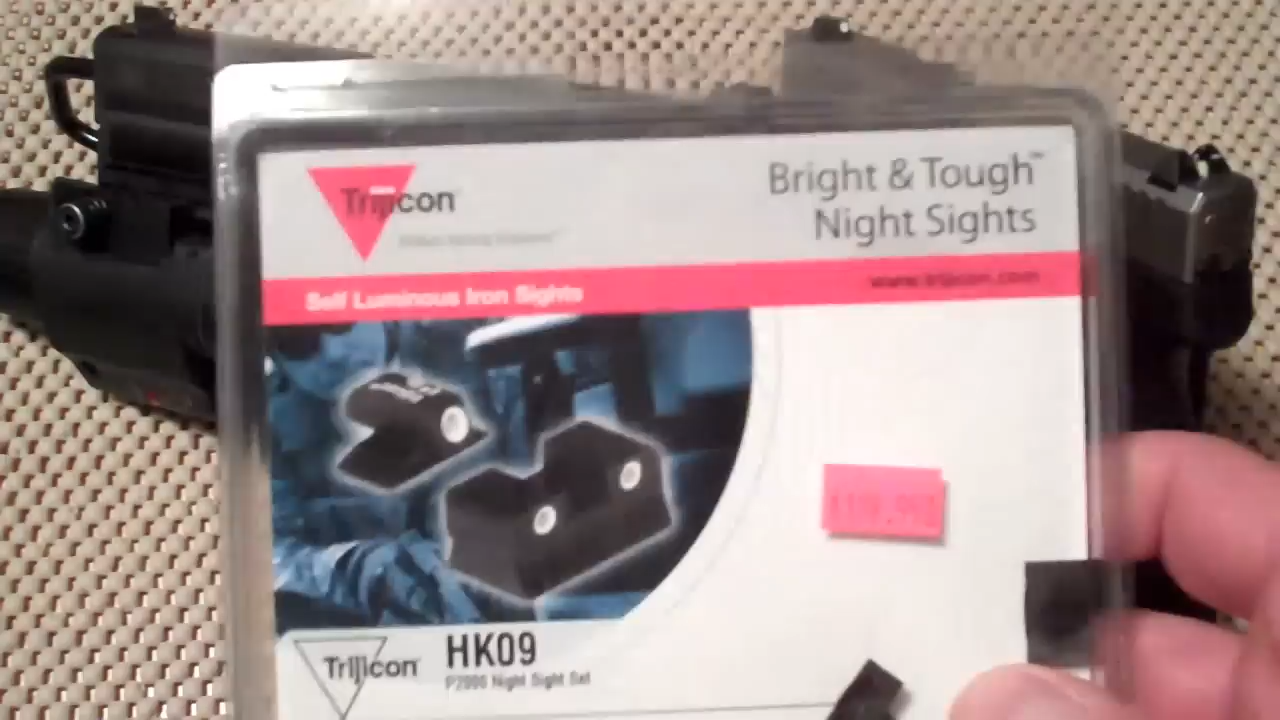 Trijicon
Bright & Tough™
Night Sights
Self Luminous Iron Sights
www.trijicon.com
Trijicon
HK09
P2000 Night Sight Set